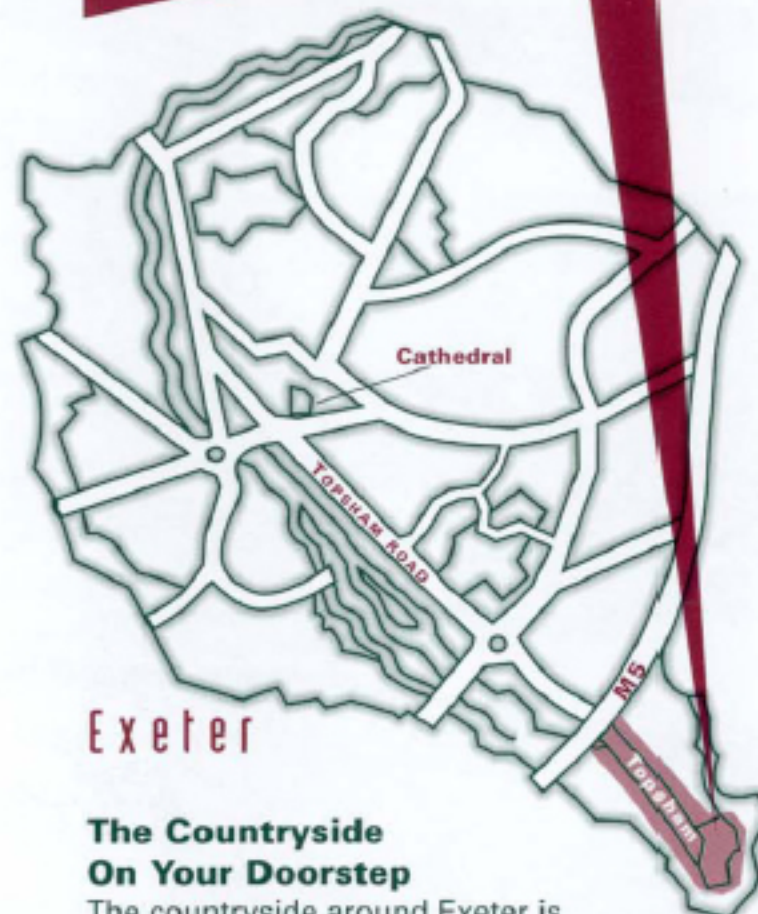 Cathedral
TOPSHAM ROAD
M5
Topsham
Exeter
The Countryside
On Your Doorstep
The countryside around Exeter is